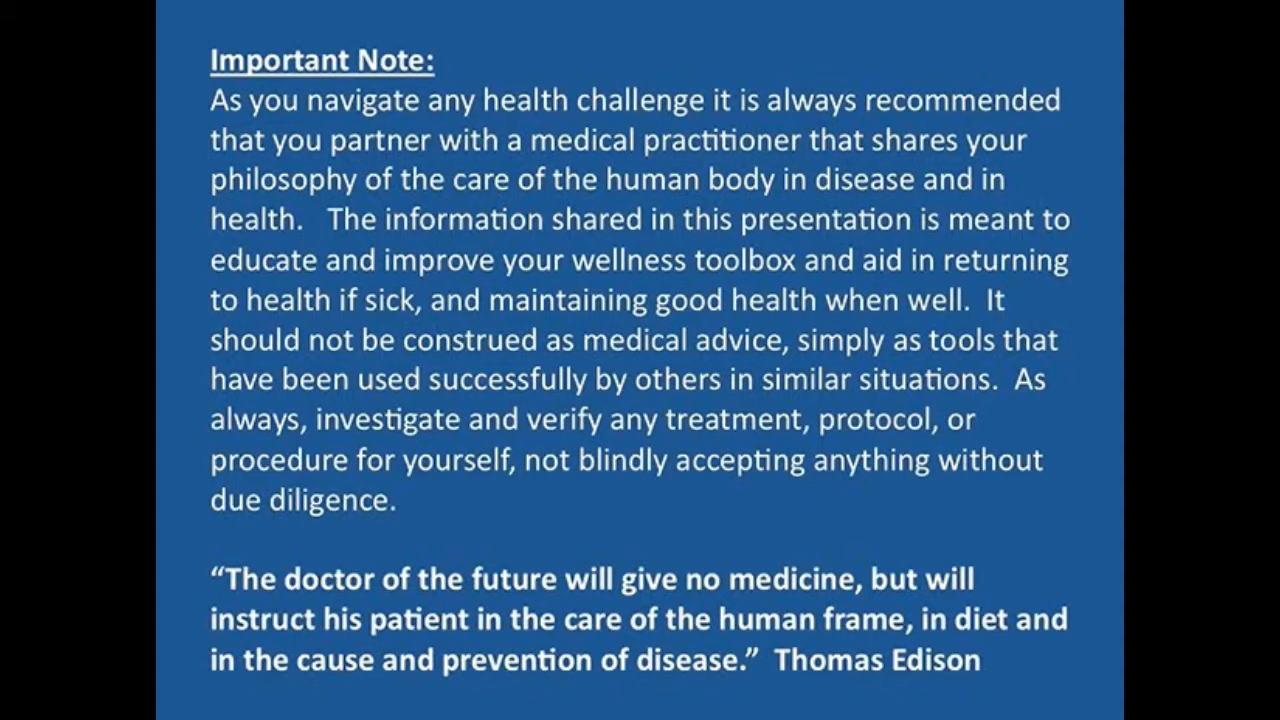 Important Note:
As you navigate any health challenge it is always recommended
that you partner with a medical practitioner that shares your
philosophy of the care of the human body in disease and in
health.   The information shared in this presentation is meant to
educate and improve your wellness toolbox and aid in returning
to health if sick, and maintaining good health when well.  It
should not be construed as medical advice, simply as tools that
have been used successfully by others in similar situations.  As
always, investigate and verify any treatment, protocol, or
procedure for yourself, not blindly accepting anything without
due diligence.
“The doctor of the future will give no medicine, but will
instruct his patient in the care of the human frame, in diet and
in the cause and prevention of disease.”  Thomas Edison